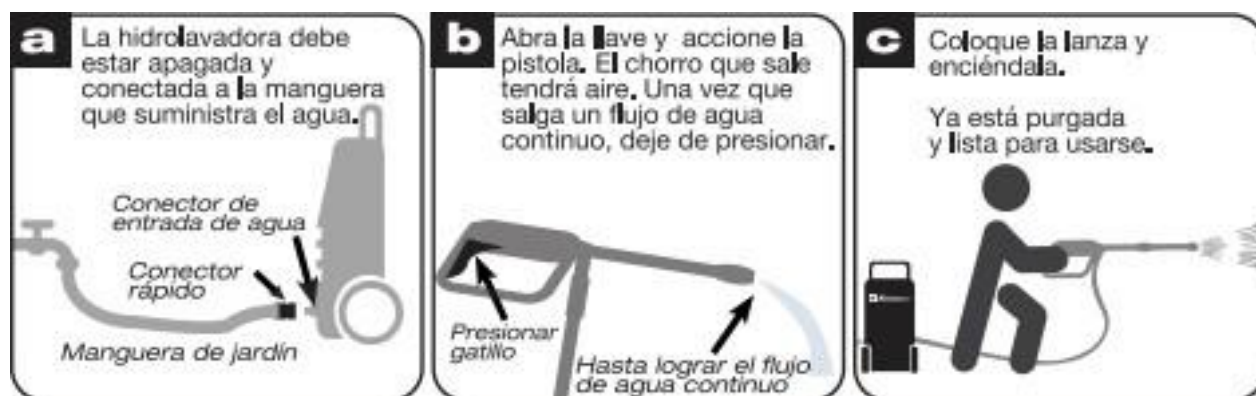 a
La hidrolavadora debe
estar apagada y
conectada a la manguera
que suministra el agua.
Conector de
entrada de agua
Conector
rápido
Manguera de jardín
b
Abra la llave y accione la
pistola. El chorro que sale
tendrá aire. Una vez que
salga un flujo de agua
continuo, deje de presionar.
Presionar
gatillo
Hasta lograr el flujo
de agua continuo
c
Coloque la lanza y
enciéndala.
Ya está purgada
y lista para usarse.